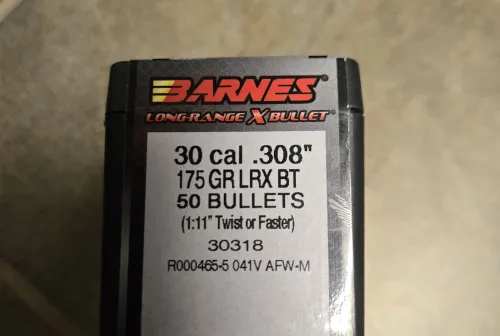 BARNES
LONG-RANGE X BULLET®
30 cal .308"
175 GR LRX BT
50 BULLETS
(1:11" Twist or Faster)
30318
R000465-5 041V AFW-M